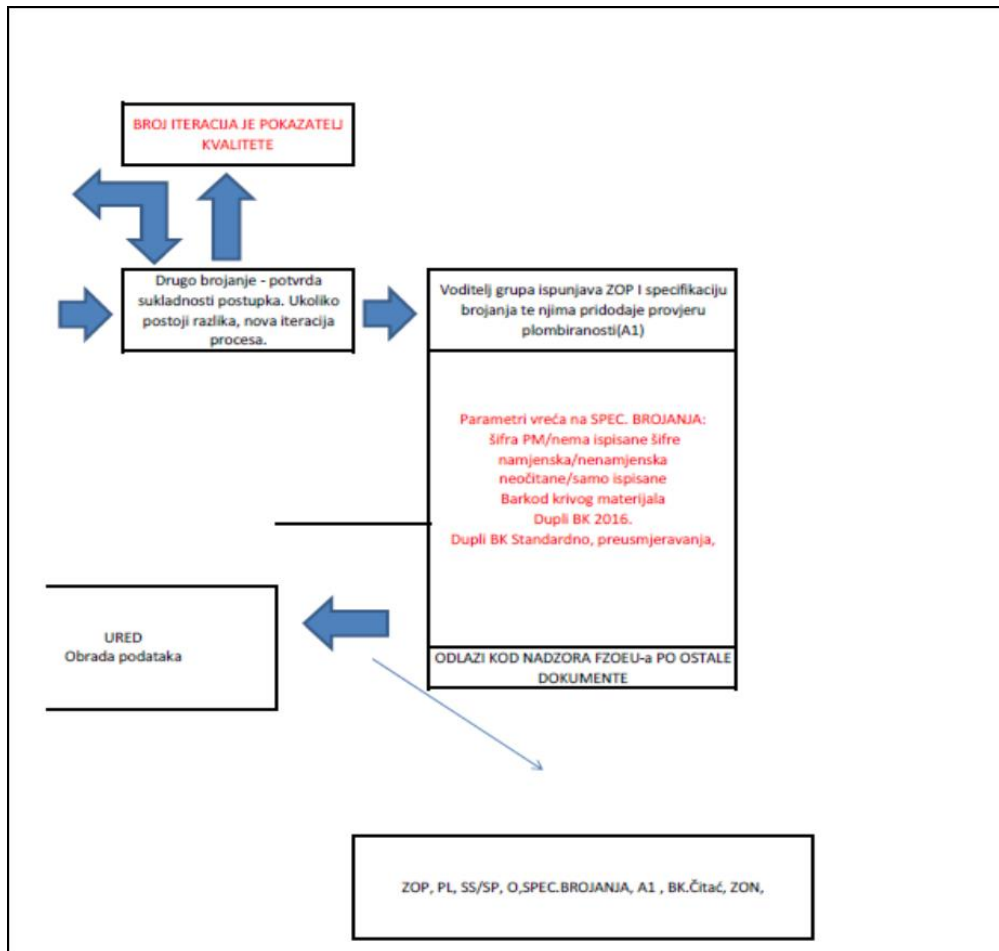 BROJ ITERACIJA JE POKAZATELJ
KVALITETE
Drugo brojanje - potvrda
sukladnosti postupka. Ukoliko
postoji razlika, nova iteracija
procesa.
Voditelj grupa ispunjava ZOP I specifikaciju
brojanja te njima pridodaje provjeru
plombiranosti(A1)
Parametri vreća na SPEC. BROJANJA:
šifra PM/nema ispisane šifre
namjenska/nenamjenska
neočitane/samo ispisane
Barkod krivog materijala
Dupli BK 2016.
Dupli BK Standardno, preusmjeravanja,
ODLAZI KOD NADZORA FZOEU-a PO OSTALE
DOKUMENTE
URED
Obrada podataka
ZOP, PL, SS/SP, O,SPEC.BROJANJA, A1 , BK.Čitać, ZON,